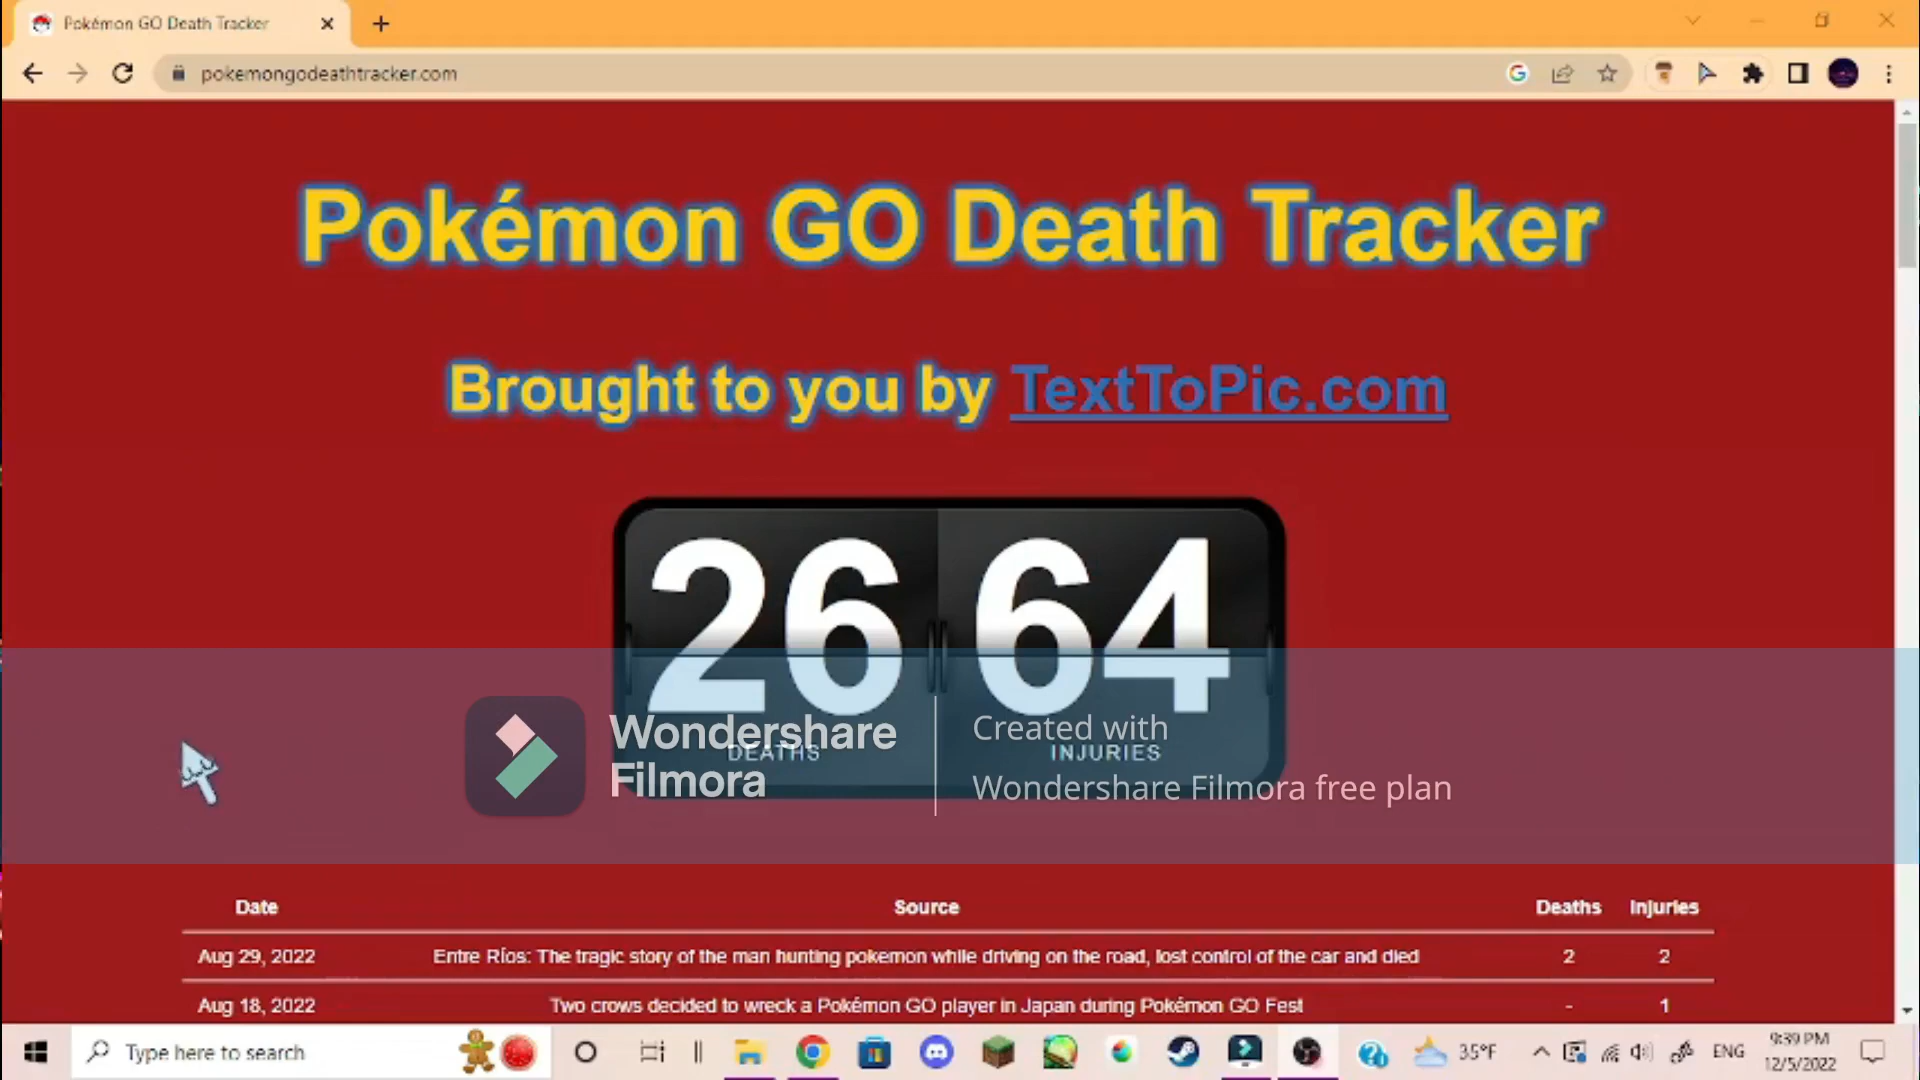 Pokémon GO Death Tracker
pokemongodeathtracker.com
Pokémon GO Death Tracker
Brought to you by TextToPic.com
26 64
DEATHS INJURIES
Wondershare
Filmora
Created with
Wondershare Filmora free plan
Date Source Deaths Injuries
Aug 29, 2022 Entre Ríos: The tragic story of the man hunting pokemon while driving on the road, lost control of the car and died 2 2
Aug 18, 2022 Two crows decided to wreck a Pokémon GO player in Japan during Pokémon GO Fest - 1
Type here to search
35°F
ENG
9:39 PM
12/5/2022